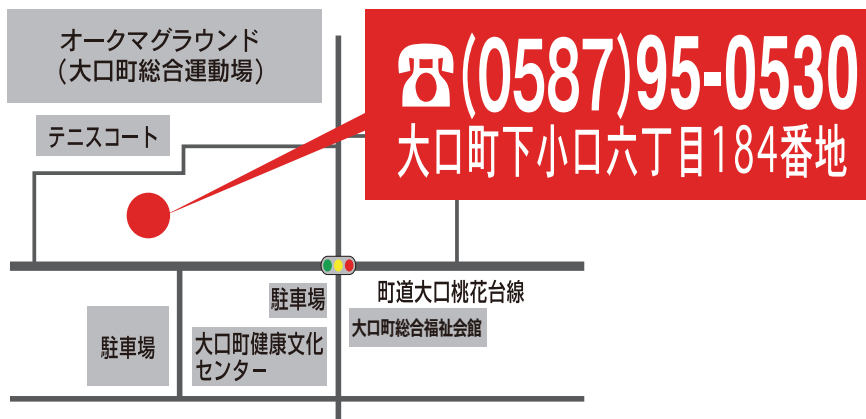 オークマグラウンド
(大口町総合運動場)
テニスコート
☎(0587)95-0530
大口町下小口六丁目184番地
駐車場
町道大口桃花台線
大口町総合福祉会館
駐車場
大口町健康文化
センター